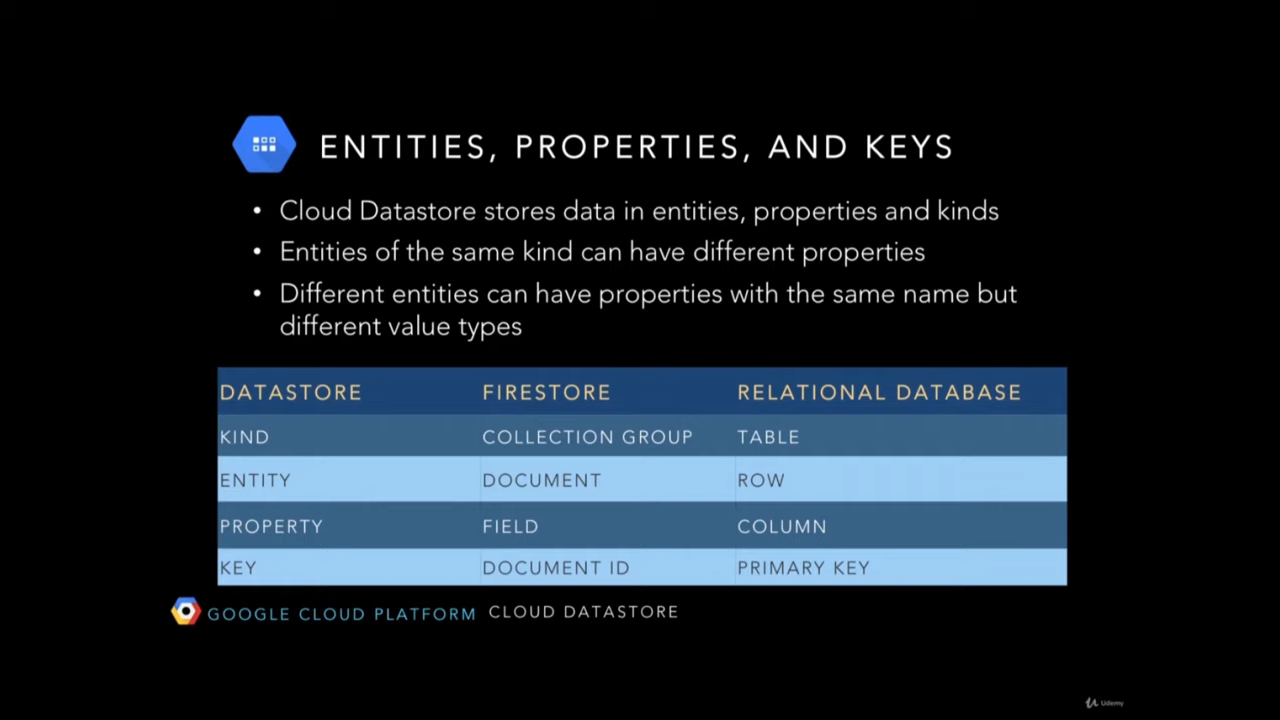 ENTITIES, PROPERTIES, AND KEYS
• Cloud Datastore stores data in entities, properties and kinds
• Entities of the same kind can have different properties
• Different entities can have properties with the same name but
different value types
DATASTORE FIRESTORE RELATIONAL DATABASE
KIND COLLECTION GROUP TABLE
ENTITY DOCUMENT ROW
PROPERTY FIELD COLUMN
KEY DOCUMENT ID PRIMARY KEY
GOOGLE CLOUD PLATFORM CLOUD DATASTORE
Udemy